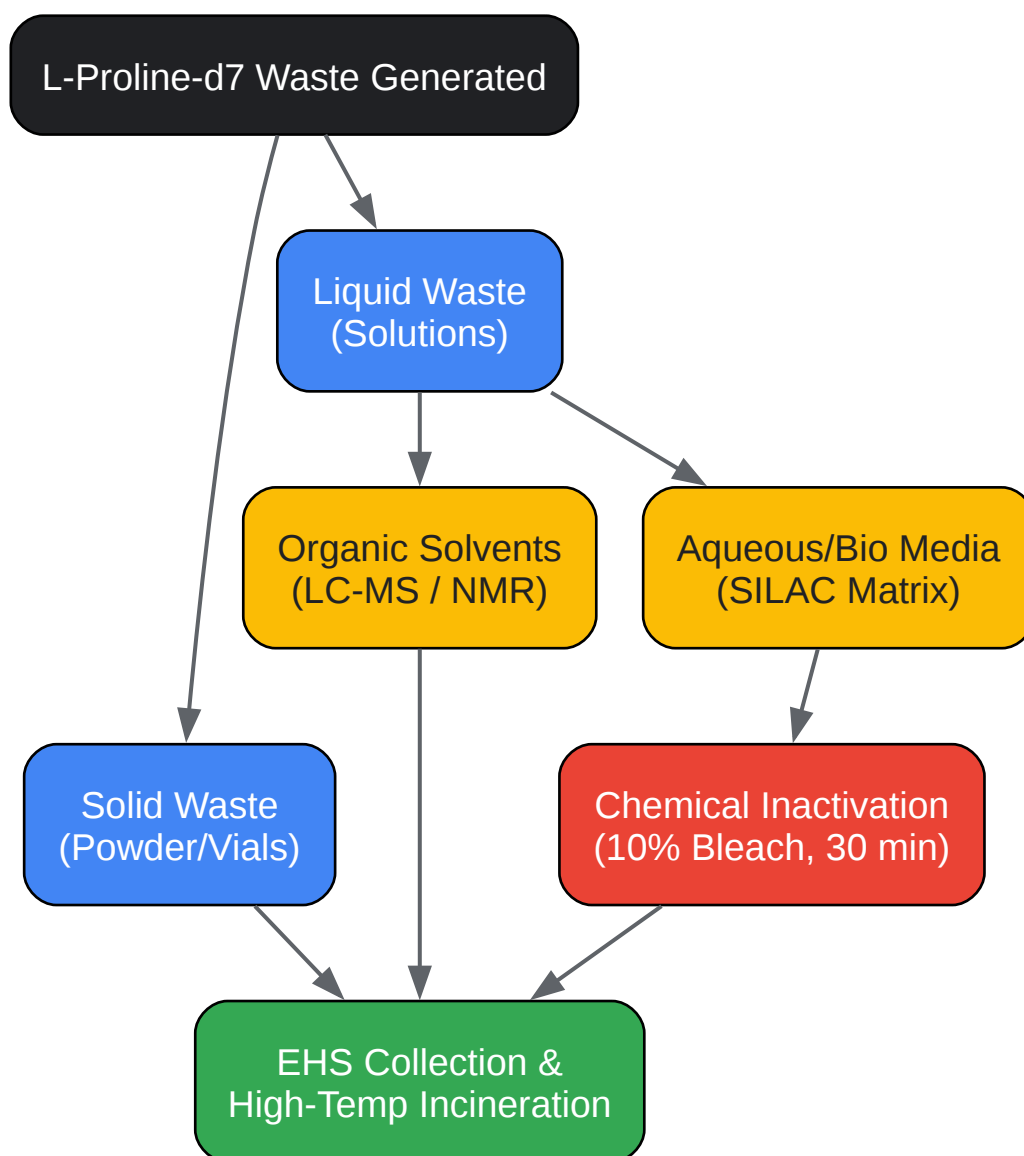 L-Proline-d7 Waste Generated
Liquid Waste
(Solutions)
Organic Solvents
(LC-MS / NMR)
Aqueous/Bio Media
(SILAC Matrix)
Solid Waste
(Powder/Vials)
Chemical Inactivation
(10% Bleach, 30 min)
EHS Collection &
High-Temp Incineration